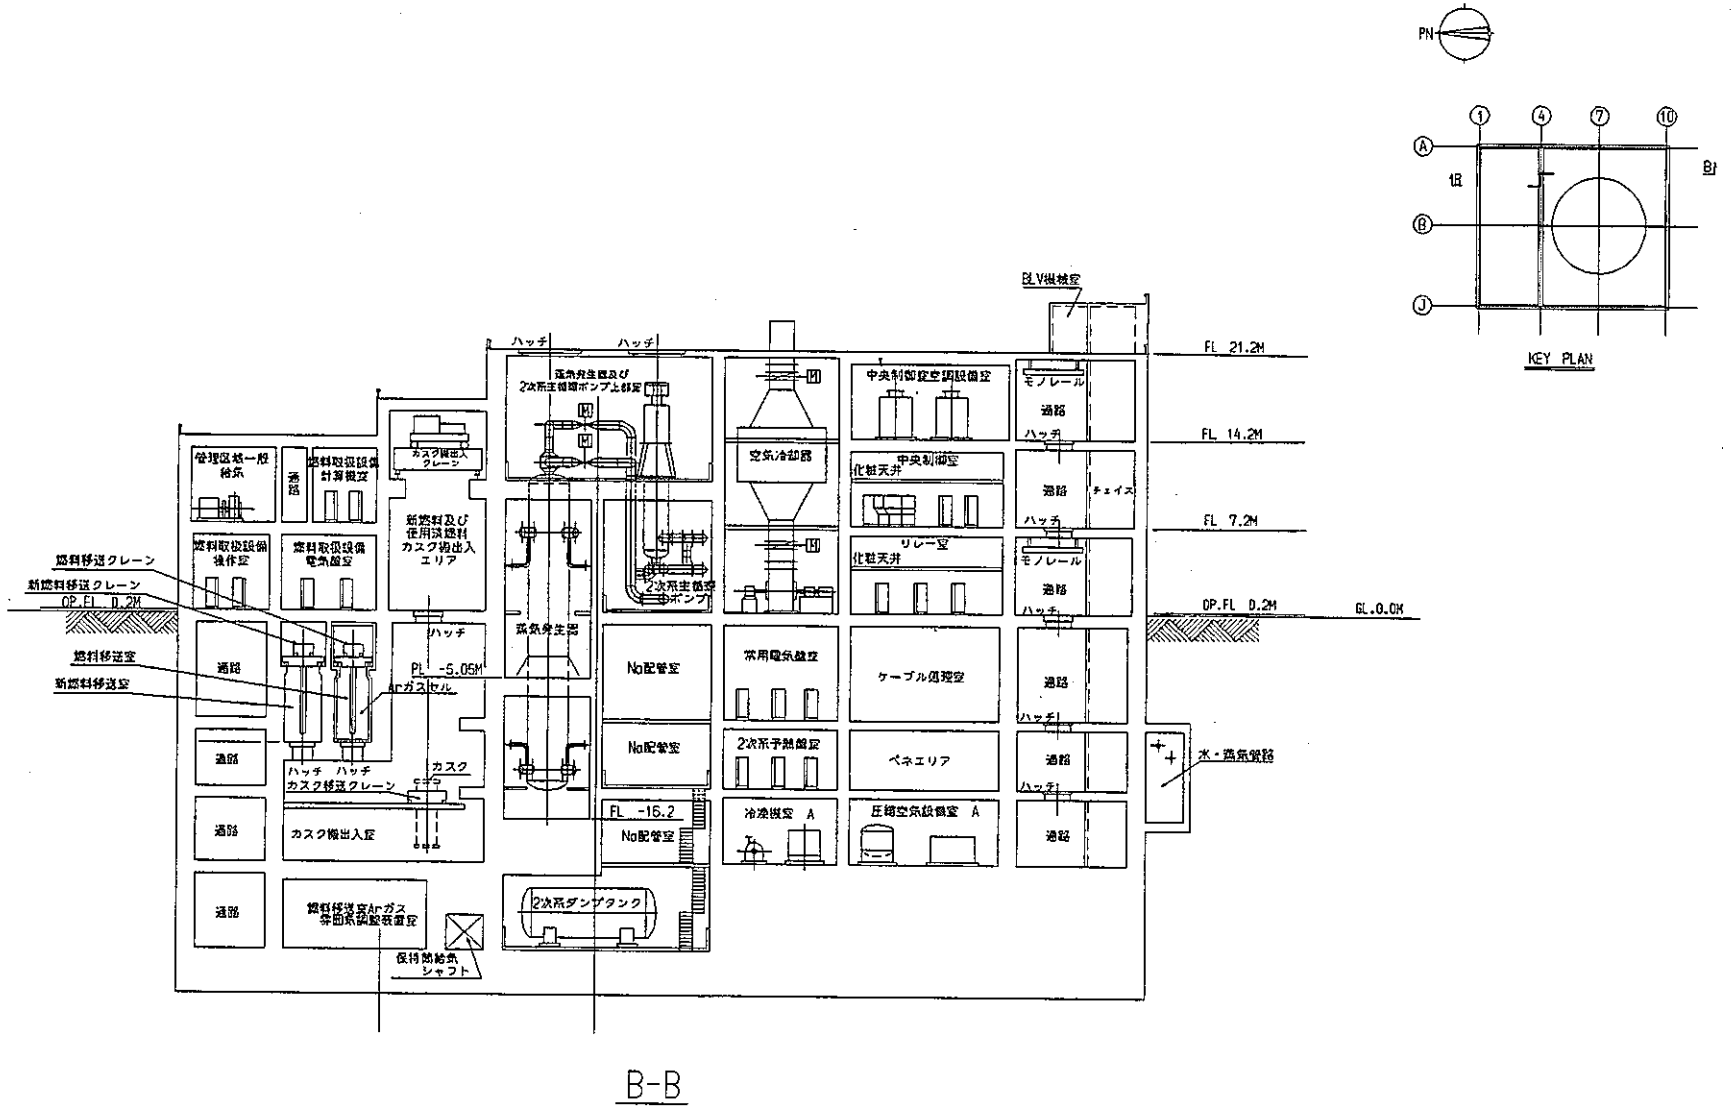 PN
1
4
7
10
A
B
J
KEY PLAN
BLV機械室
ハッチ
ハッチ
FL 21.2M
蒸気発生器及び
2次系主循環ポンプ上部室
M
M
M
空気冷却器
M
中央制御室空調設備室
モノレール
通路
ハッチ
FL 14.2M
カスク搬出入
クレーン
管理区域一般
給気
通路
燃料取扱設備
計算機室
中央制御室
化粧天井
通路
チェイス
ハッチ
FL 7.2M
新燃料及び
使用済燃料
カスク搬出入
エリア
燃料取扱設備
操作室
燃料取扱設備
電気盤室
リレー室
化粧天井
モノレール
通路
ハッチ
2次系主循環
ポンプ室
燃料移送クレーン
新燃料移送クレーン
OP.FL 0.2M
OP.FL 0.2M
GL.0.0M
ハッチ
蒸気発生器
燃料移送室
新燃料移送室
通路
PL -5.05M
Arガスセル
Na配管室
常用電気盤室
ケーブル処理室
通路
ハッチ
通路
ハッチ
ハッチ
カスク
カスク移送クレーン
Na配管室
2次系予熱盤室
ペネエリア
通路
ハッチ
水・蒸気管路
通路
カスク搬出入室
FL -15.2
Na配管室
冷凍機室 A
圧縮空気設備室 A
通路
通路
燃料移送室Arガス
雰囲気調整装置室
2次系ダンプタンク
保持筒給気
シャフト
B-B